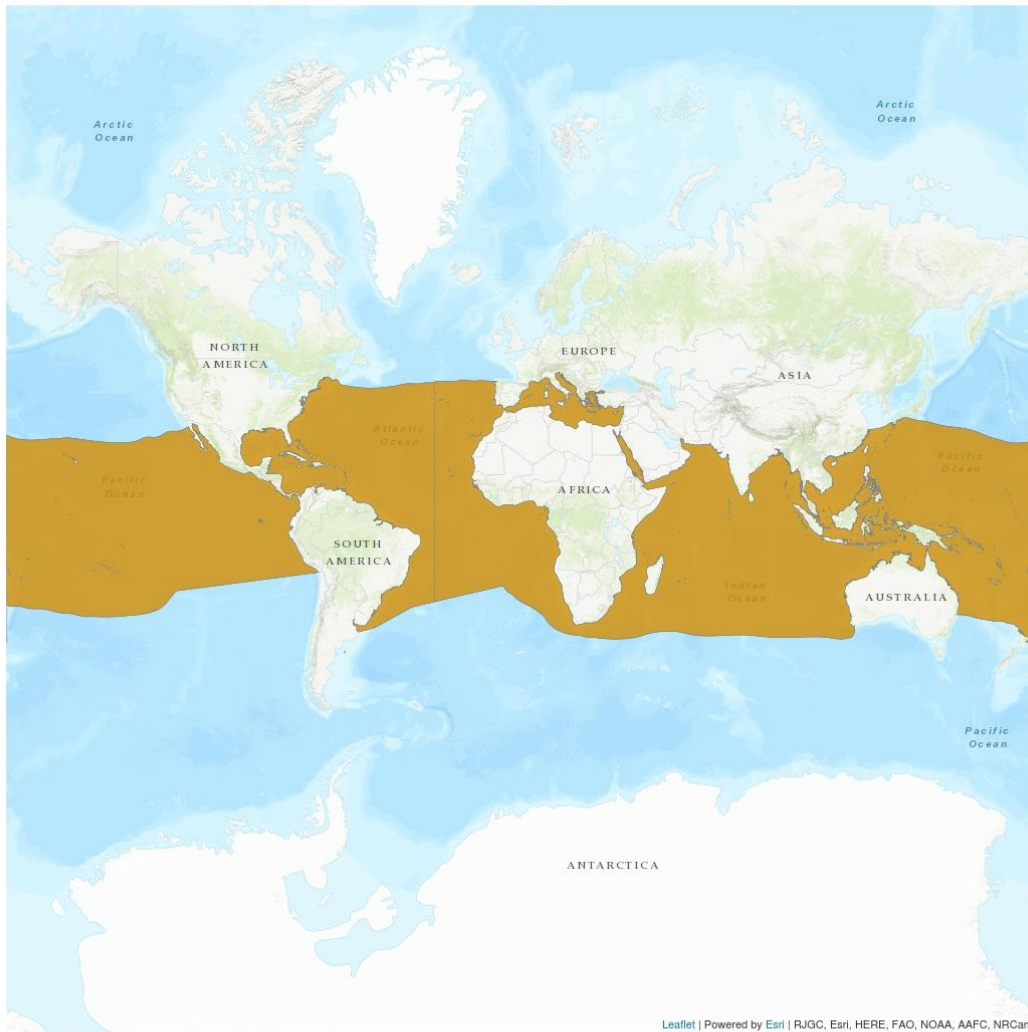 Arctic
Ocean
Arctic
Ocean
NORTH
AMERICA
EUROPE
ASIA
Atlantic
Ocean
Pacific
Ocean
Pacific
Ocean
AFRICA
SOUTH
AMERICA
Indian
Ocean
AUSTRALIA
Pacific
Ocean
ANTARCTICA
Leaflet | Powered by Esri | RJGC, Esri, HERE, FAO, NOAA, AAFC, NRCan